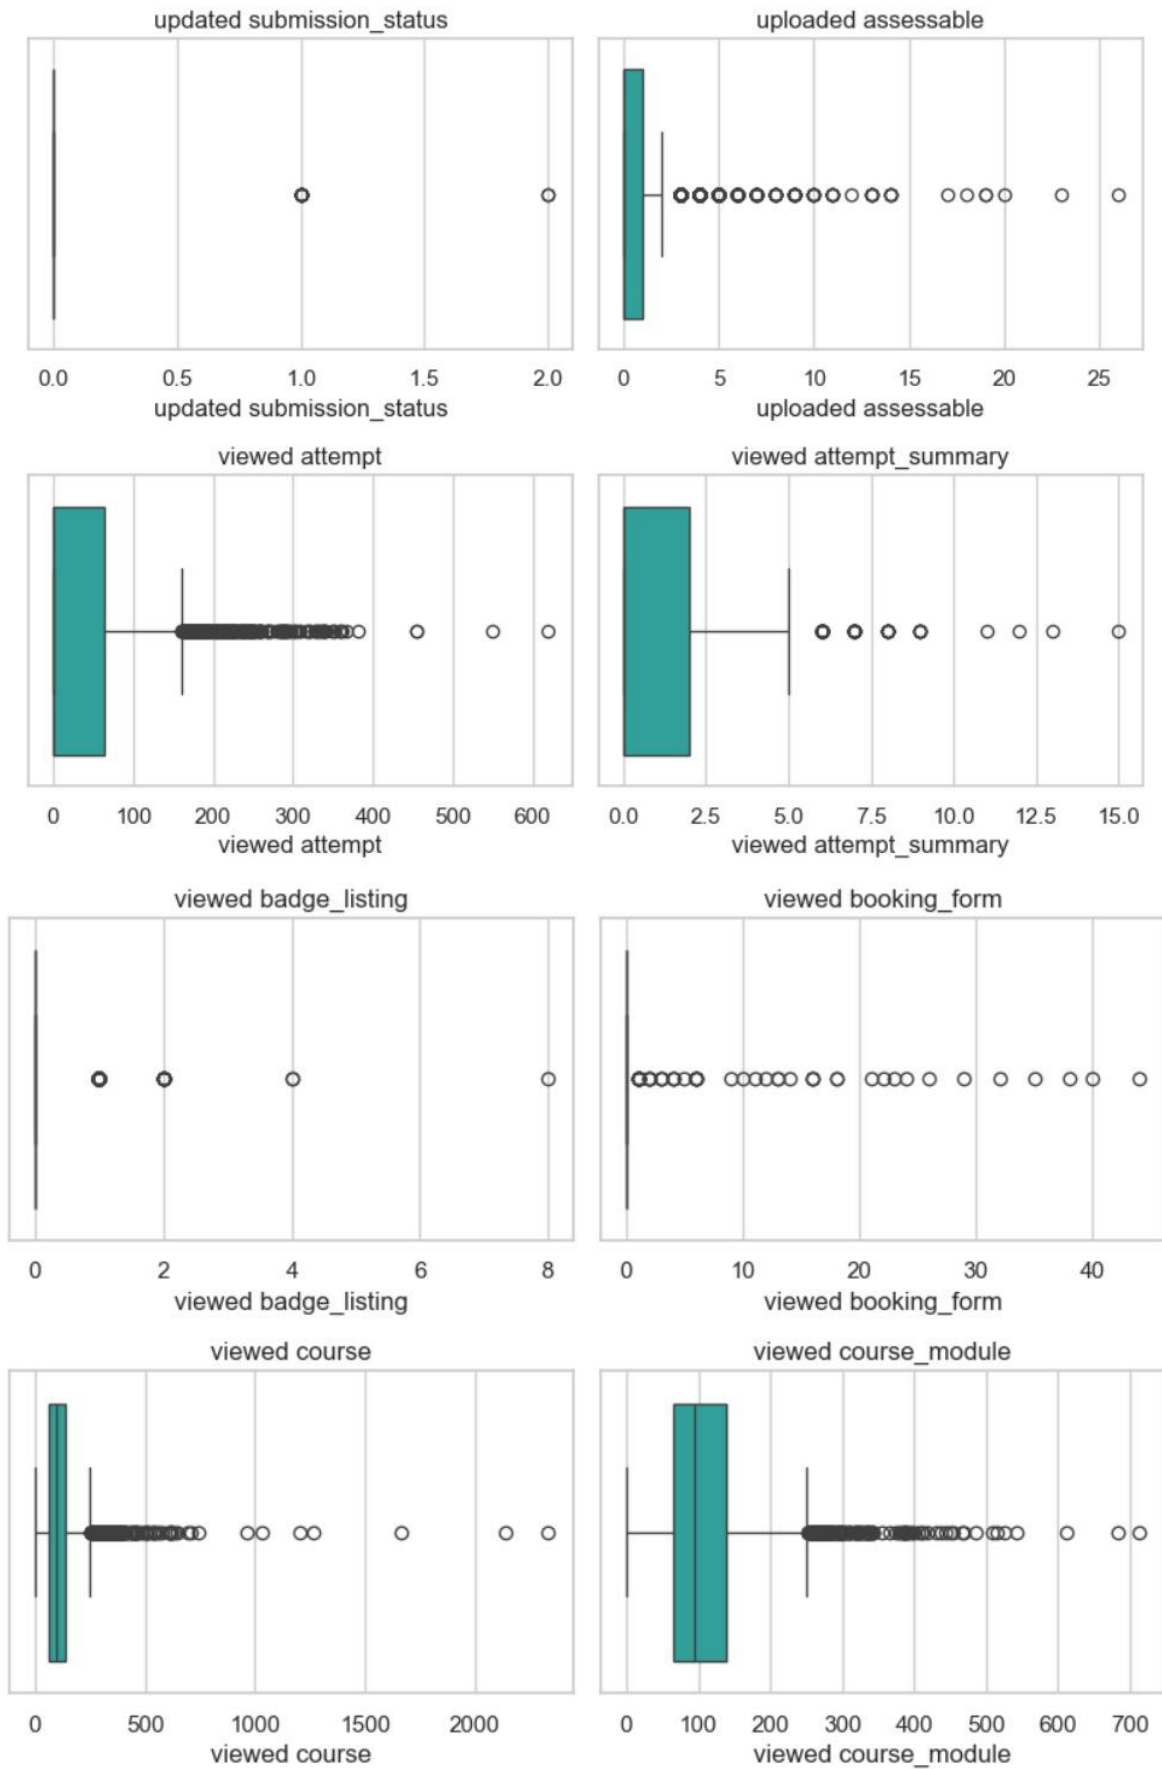 updated submission_status
uploaded assessable
0.0 0.5 1.0 1.5 2.0
0 5 10 15 20 25
updated submission_status
uploaded assessable
viewed attempt
viewed attempt_summary
0 100 200 300 400 500 600
0.0 2.5 5.0 7.5 10.0 12.5 15.0
viewed attempt
viewed attempt_summary
viewed badge_listing
viewed booking_form
0 2 4 6 8
0 10 20 30 40
viewed badge_listing
viewed booking_form
viewed course
viewed course_module
0 500 1000 1500 2000
0 100 200 300 400 500 600 700
viewed course
viewed course_module